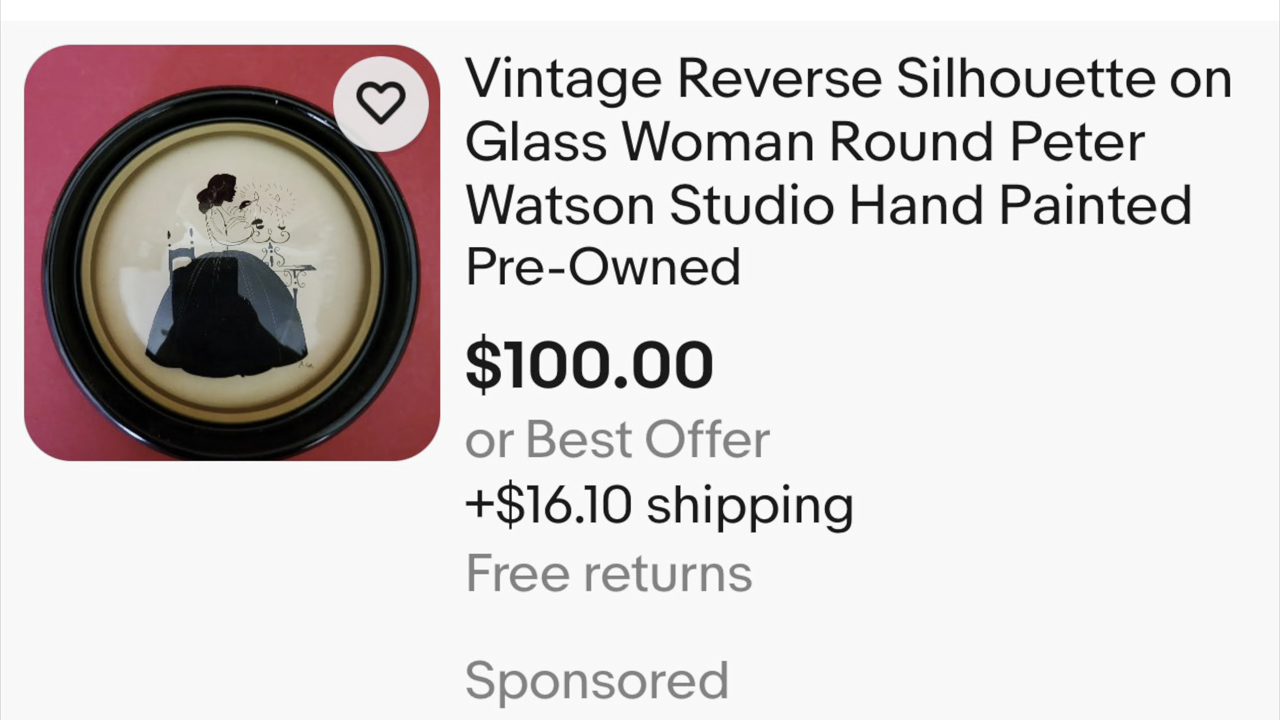 Vintage Reverse Silhouette on
Glass Woman Round Peter
Watson Studio Hand Painted
Pre-Owned
$100.00
or Best Offer
+$16.10 shipping
Free returns
Sponsored